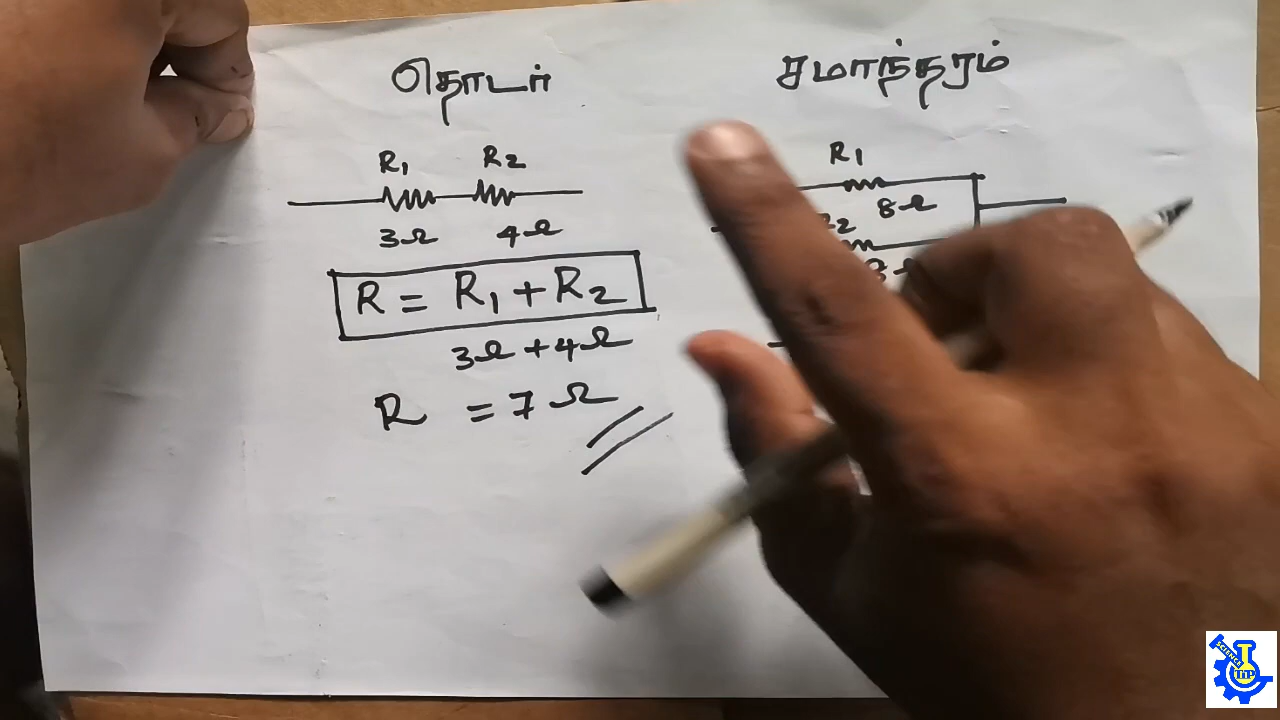 தொடர்
R₁ R₂
3Ω 4Ω
R = R₁ + R₂
3Ω + 4Ω
R = 7Ω
சமாந்தரம்
R₁
8Ω